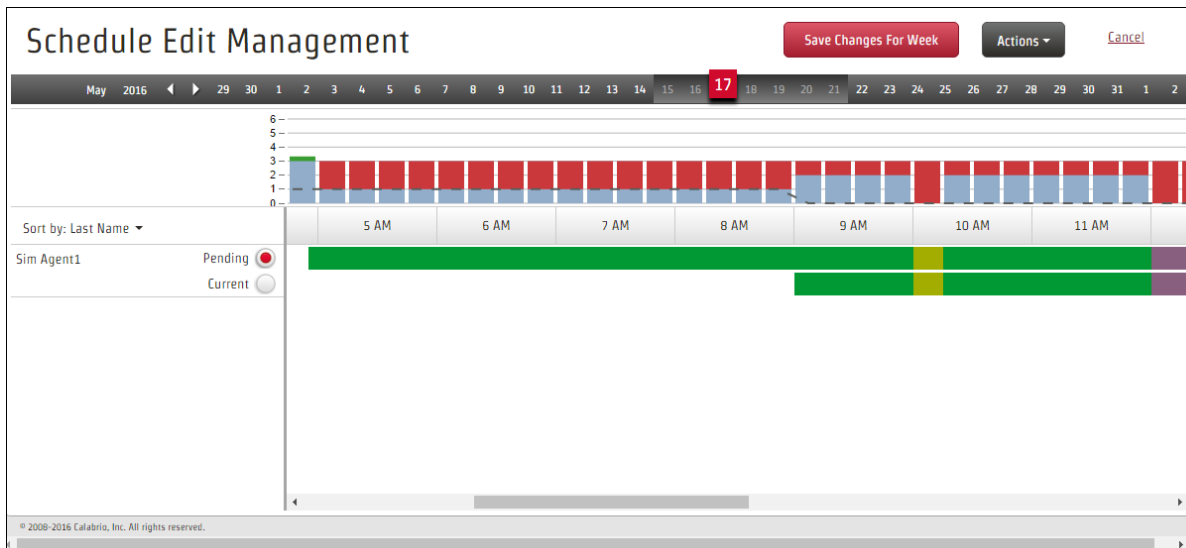 Schedule Edit Management
Save Changes For Week
Actions
Cancel
May 2016 29 30 1 2 3 4 5 6 7 8 9 10 11 12 13 14 15 16 17 18 19 20 21 22 23 24 25 26 27 28 29 30 31 1 2
6
5
4
3
2
1
0
Sort by: Last Name
5 AM 6 AM 7 AM 8 AM 9 AM 10 AM 11 AM
Sim Agent1 Pending
Current
© 2008-2016 Calabrio, Inc. All rights reserved.